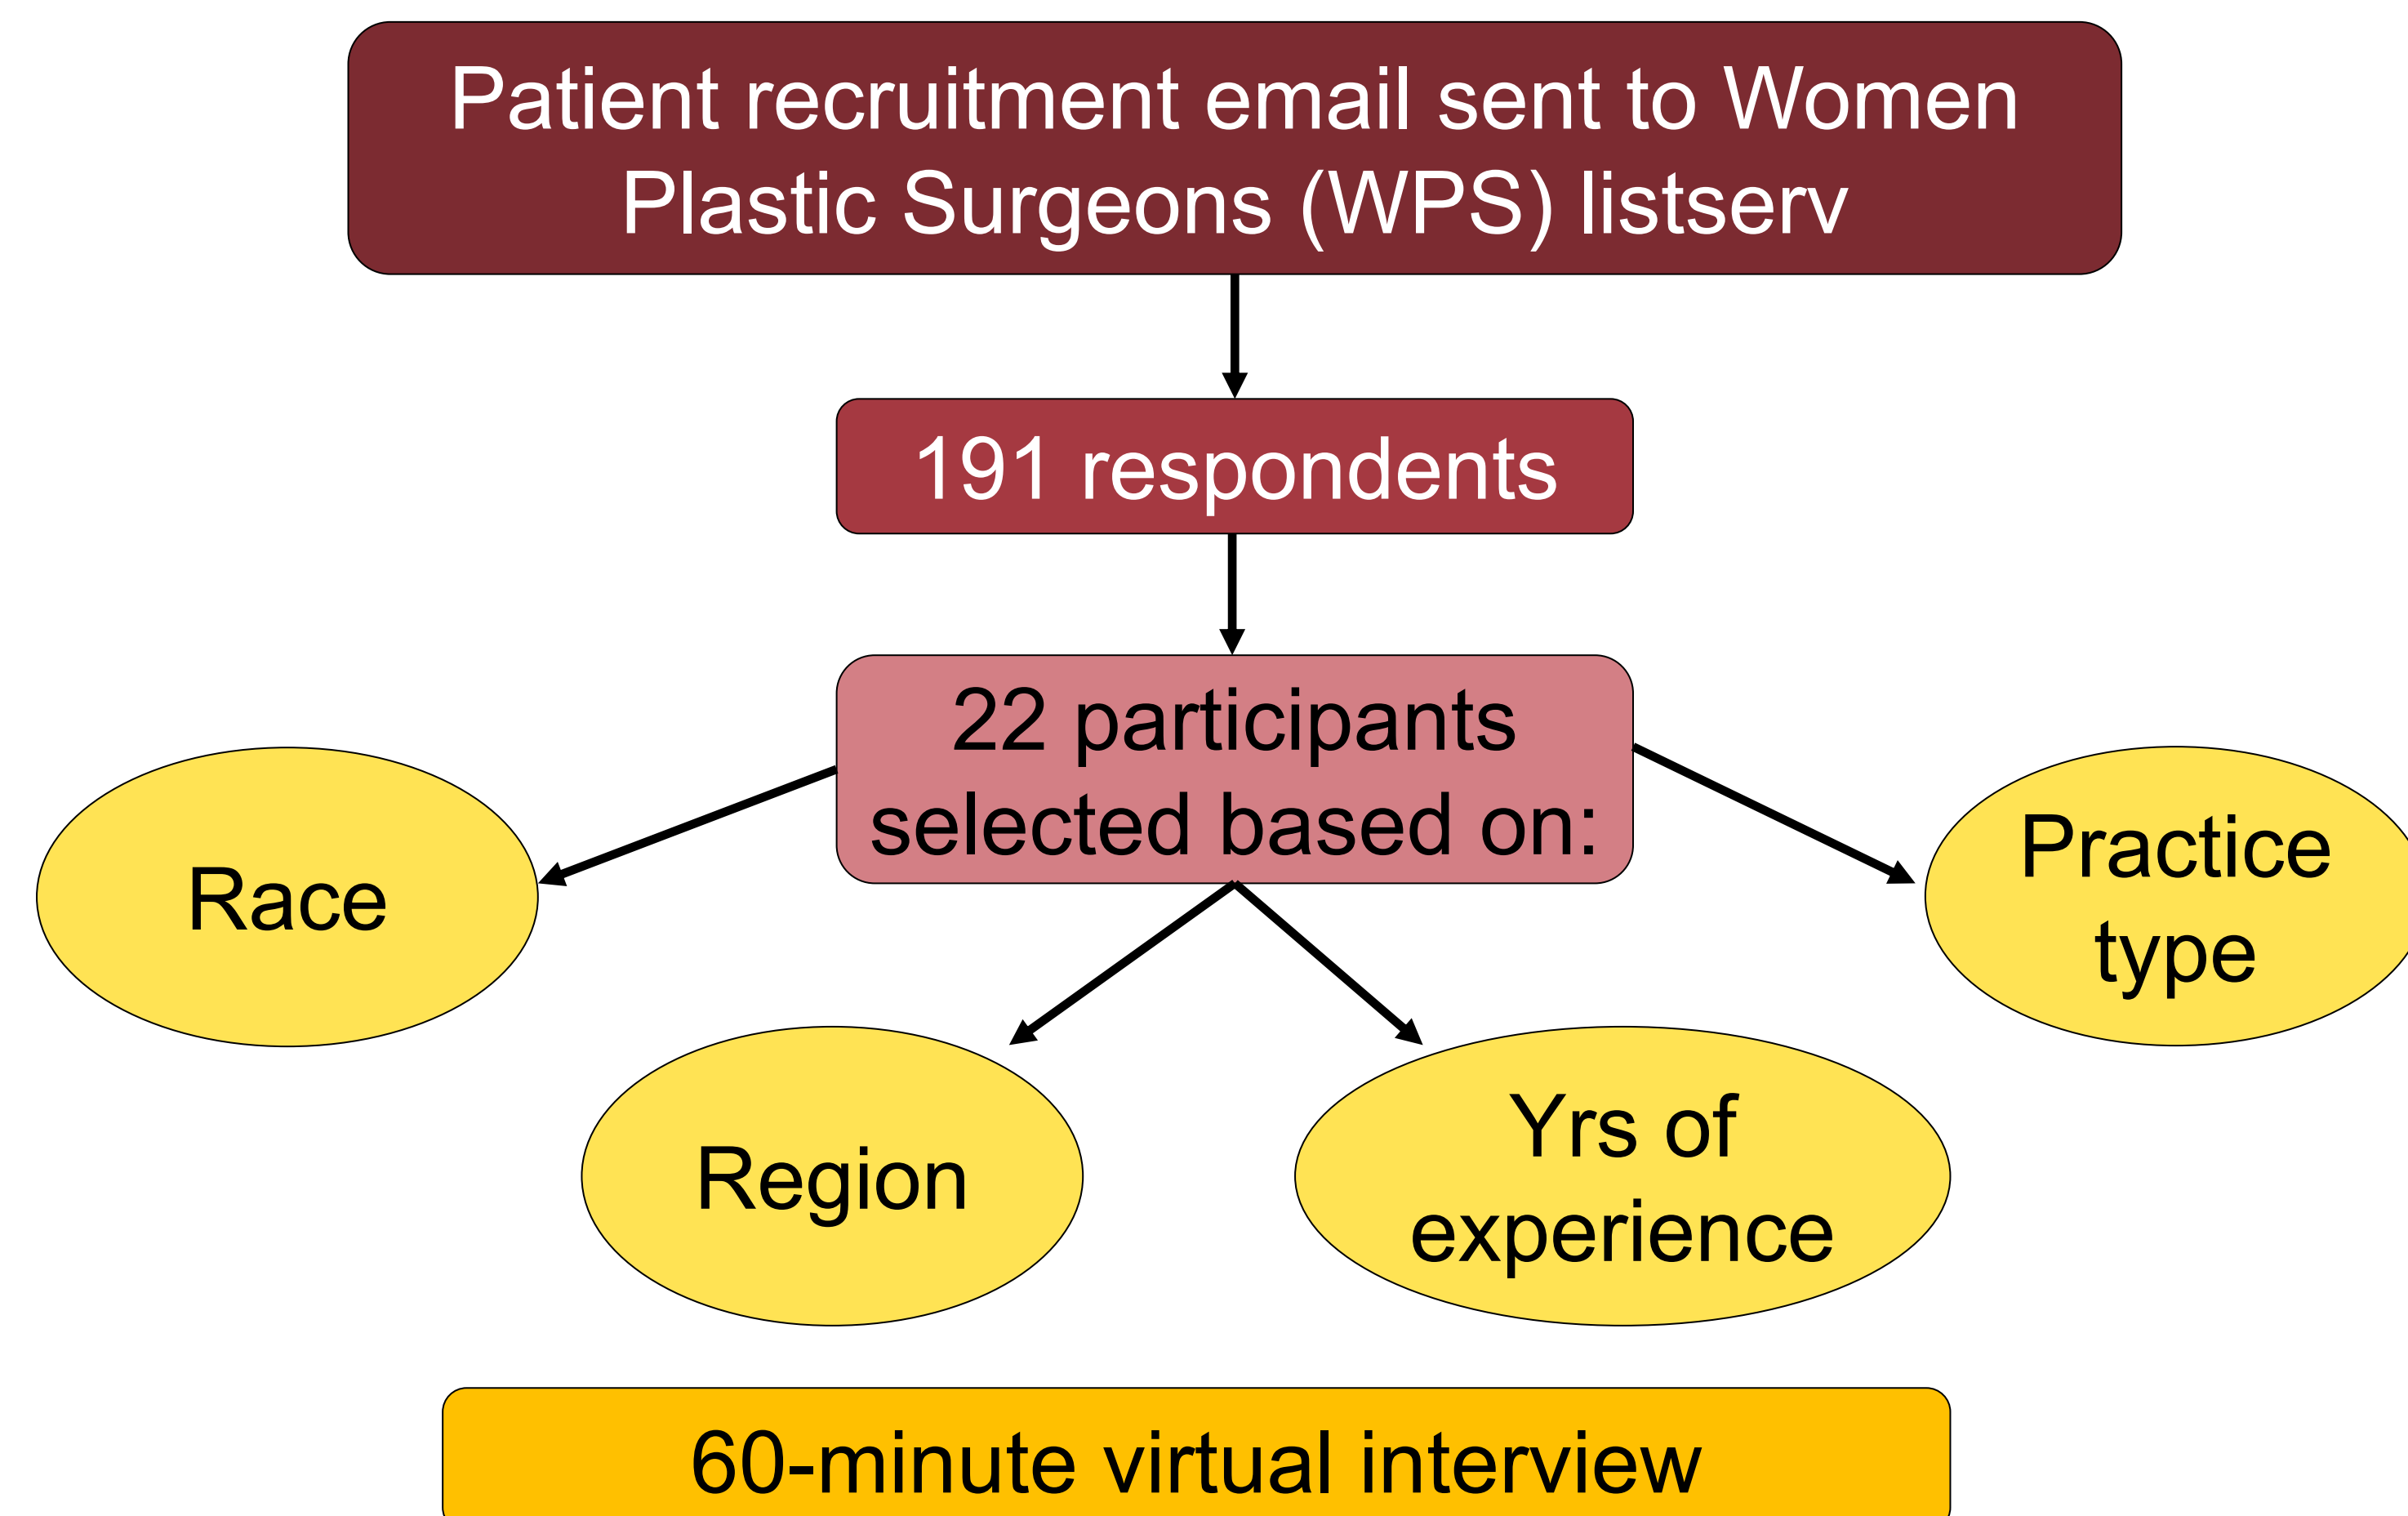 Patient recruitment email sent to Women
Plastic Surgeons (WPS) listserv
191 respondents
22 participants
selected based on:
Race
Practice
type
Region
Yrs of
experience
60-minute virtual interview